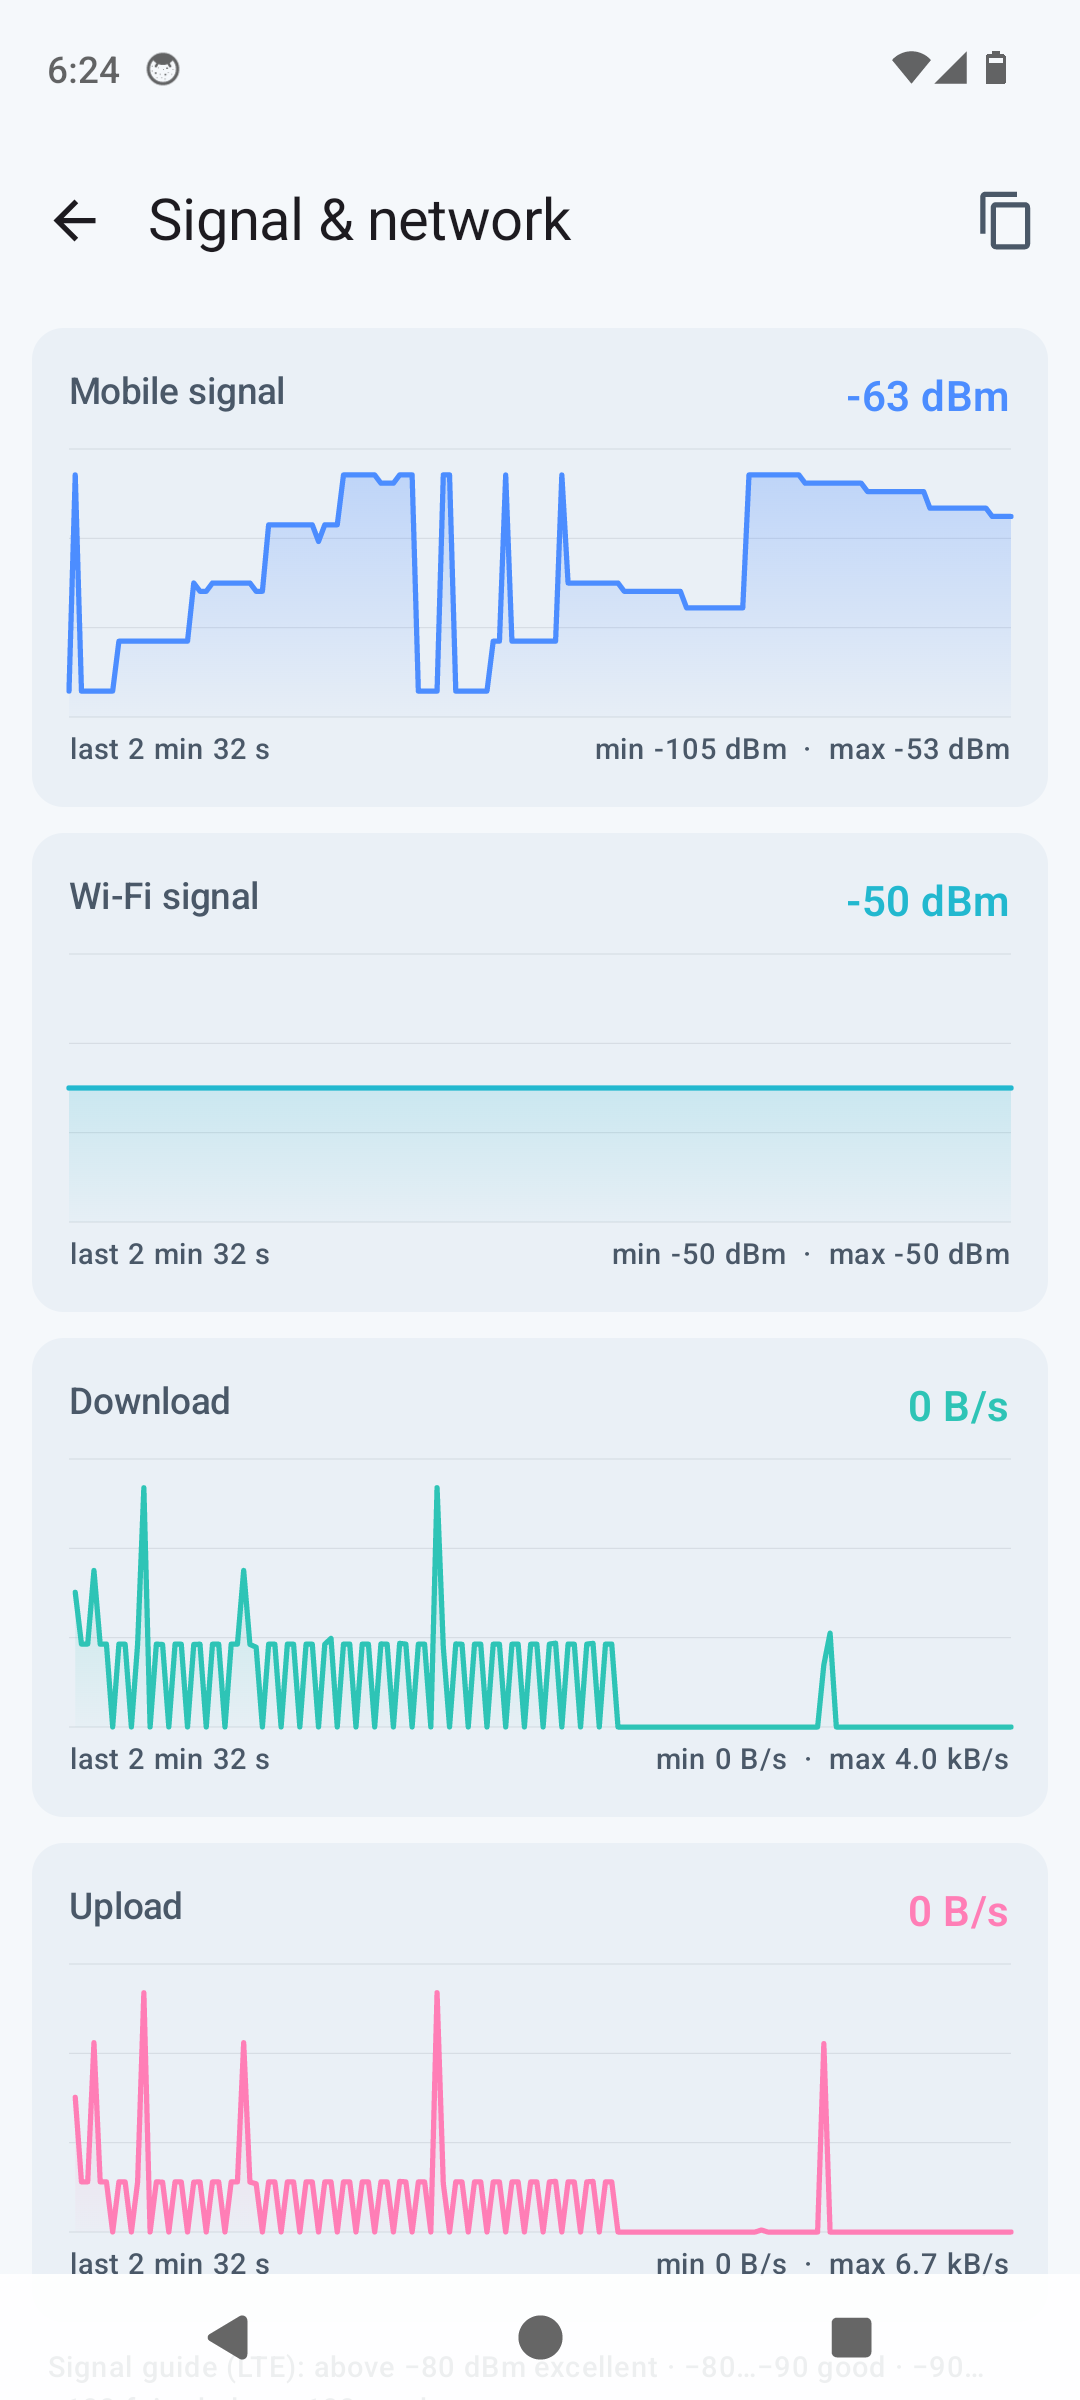 6:24
Signal & network
Mobile signal
-63 dBm
last 2 min 32 s
min -105 dBm · max -53 dBm
Wi-Fi signal
-50 dBm
last 2 min 32 s
min -50 dBm · max -50 dBm
Download
0 B/s
last 2 min 32 s
min 0 B/s · max 4.0 kB/s
Upload
0 B/s
last 2 min 32 s
min 0 B/s · max 6.7 kB/s
Signal guide (LTE): above −80 dBm excellent · −80…−90 good · −90…